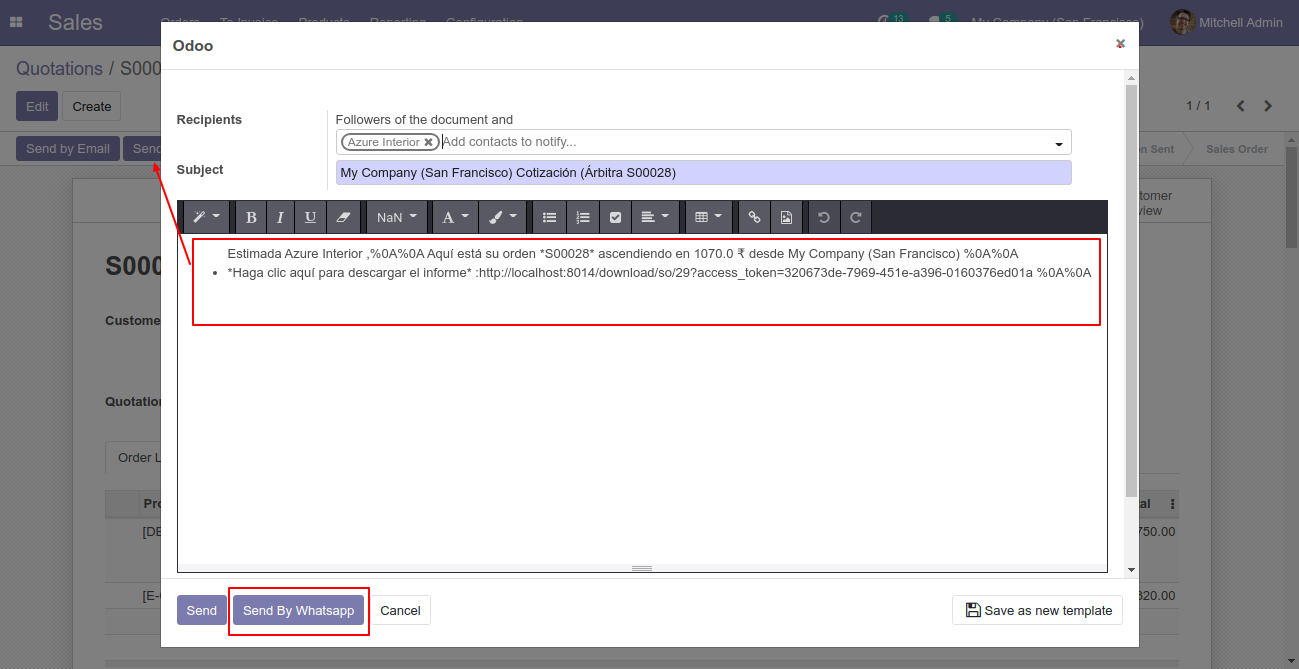 Sales
Orders To Invoice Products Reporting Configuration
13
5
My Company (San Francisco)
Mitchell Admin
Quotations / S000
Edit
Create
1 / 1
Send by Email
Send
n Sent
Sales Order
tomer
view
S000
Custome
Quotation
Order L
Pro
al
[DE
750.00
[E-
820.00
Odoo
Recipients
Followers of the document and
Azure Interior
Add contacts to notify...
Subject
My Company (San Francisco) Cotización (Árbitra S00028)
B I U NaN A
Estimada Azure Interior ,%0A%0A Aquí está su orden *S00028* ascendiendo en 1070.0 ₹ desde My Company (San Francisco) %0A%0A
• *Haga clic aquí para descargar el informe* :http://localhost:8014/download/so/29?access_token=320673de-7969-451e-a396-0160376ed01a %0A%0A
Send
Send By Whatsapp
Cancel
Save as new template